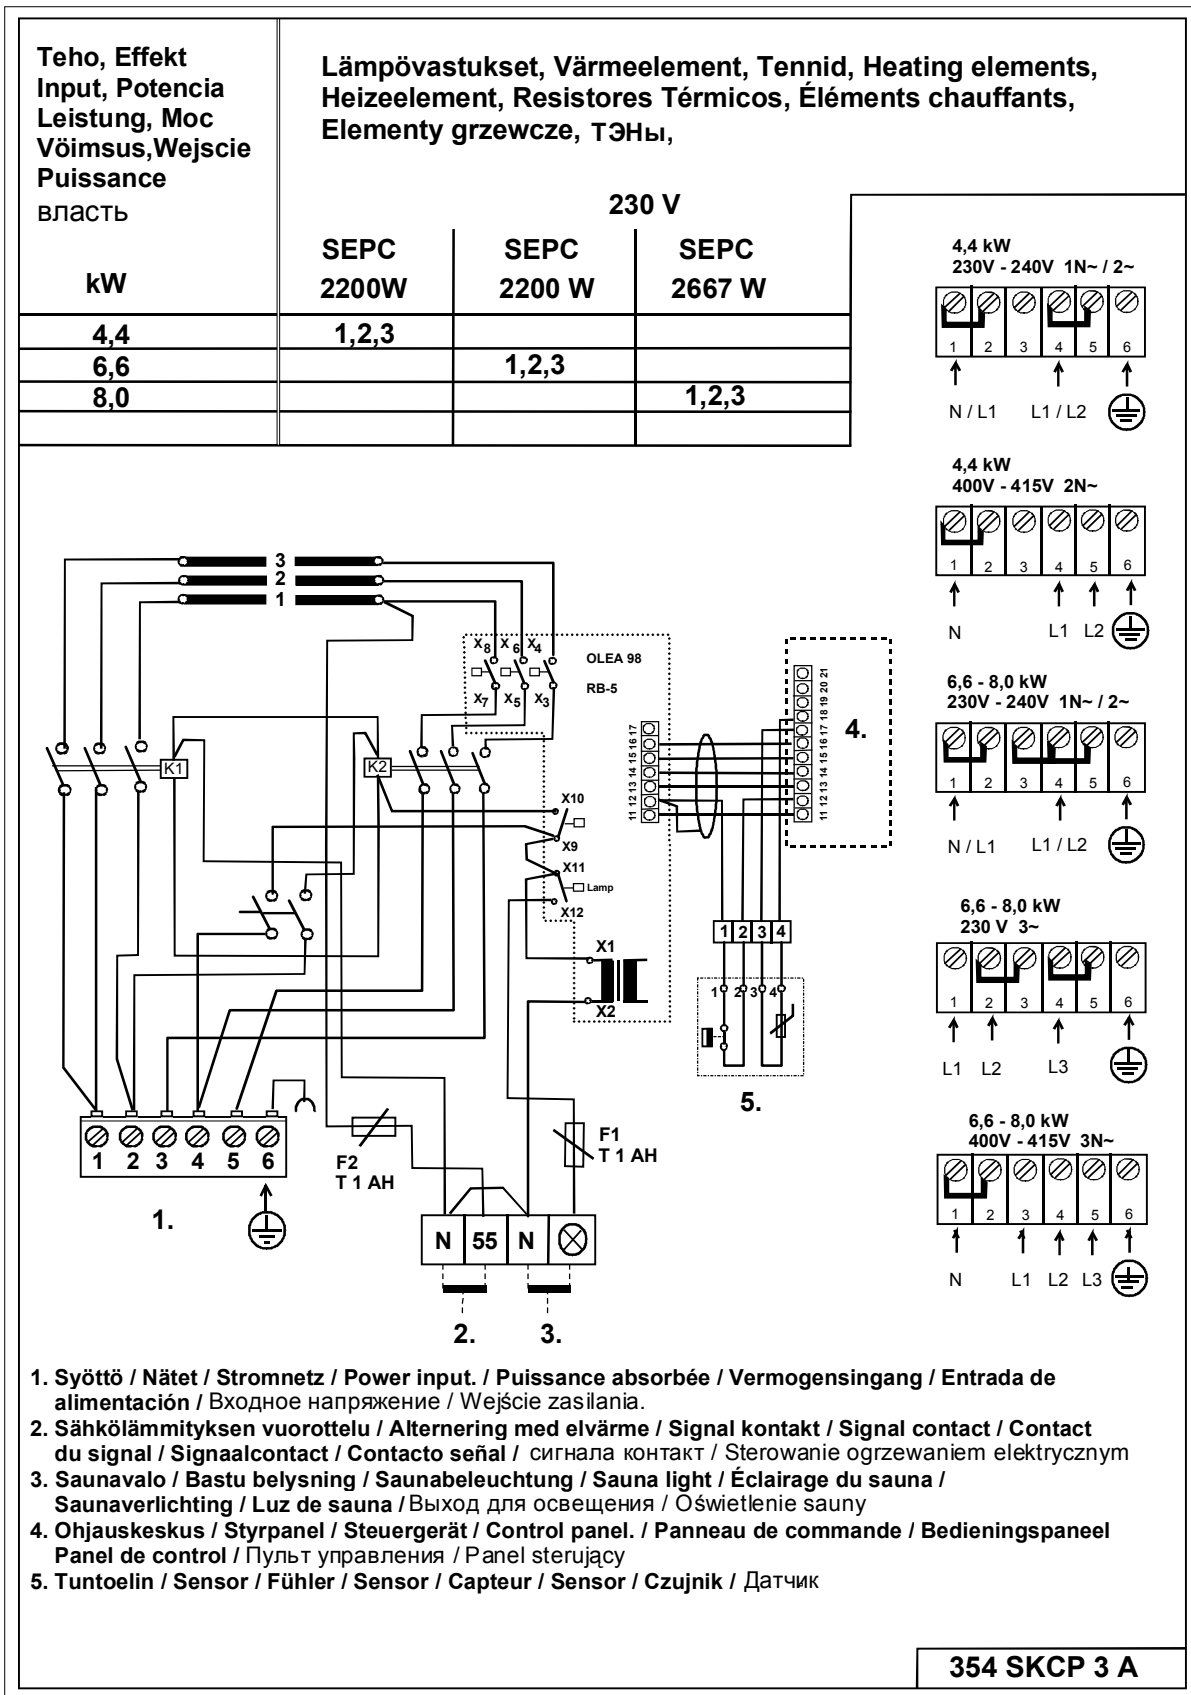 Teho, Effekt
Input, Potencia
Leistung, Moc
Vöimsus,Wejscie
Puissance
власть
kW
Lämpövastukset, Värmeelement, Tennid, Heating elements,
Heizeelement, Resistores Térmicos, Éléments chauffants,
Elementy grzewcze, ТЭНы,
230 V
SEPC SEPC SEPC
2200W 2200 W 2667 W
4,4 1,2,3
6,6 1,2,3
8,0 1,2,3
4,4 kW
230V - 240V 1N~ / 2~
1 2 3 4 5 6
N / L1 L1 / L2
4,4 kW
400V - 415V 2N~
1 2 3 4 5 6
N L1 L2
6,6 - 8,0 kW
230V - 240V 1N~ / 2~
1 2 3 4 5 6
N / L1 L1 / L2
6,6 - 8,0 kW
230 V 3~
1 2 3 4 5 6
L1 L2 L3
6,6 - 8,0 kW
400V - 415V 3N~
1 2 3 4 5 6
N L1 L2 L3
3
2
1
X8 X6 X4
OLEA 98
RB-5
X7 X5 X3
K1
K2
11 12 13 14 15 16 17
11 12 13 14 15 16 17 18 19 20 21
4.
X10
X9
X11
Lamp
X12
X1
X2
1 2 3 4
1 2 3 4
5.
1 2 3 4 5 6
1.
F2
T 1 AH
F1
T 1 AH
N 55 N
2. 3.
1. Syöttö / Nätet / Stromnetz / Power input. / Puissance absorbée / Vermogensingang / Entrada de
alimentación / Входное напряжение / Wejście zasilania.
2. Sähkölämmityksen vuorottelu / Alternering med elvärme / Signal kontakt / Signal contact / Contact
du signal / Signaalcontact / Contacto señal / сигнала контакт / Sterowanie ogrzewaniem elektrycznym
3. Saunavalo / Bastu belysning / Saunabeleuchtung / Sauna light / Éclairage du sauna /
Saunaverlichting / Luz de sauna / Выход для освещения / Oświetlenie sauny
4. Ohjauskeskus / Styrpanel / Steuergerät / Control panel. / Panneau de commande / Bedieningspaneel
Panel de control / Пульт управления / Panel sterujący
5. Tuntoelin / Sensor / Fühler / Sensor / Capteur / Sensor / Czujnik / Датчик
354 SKCP 3 A